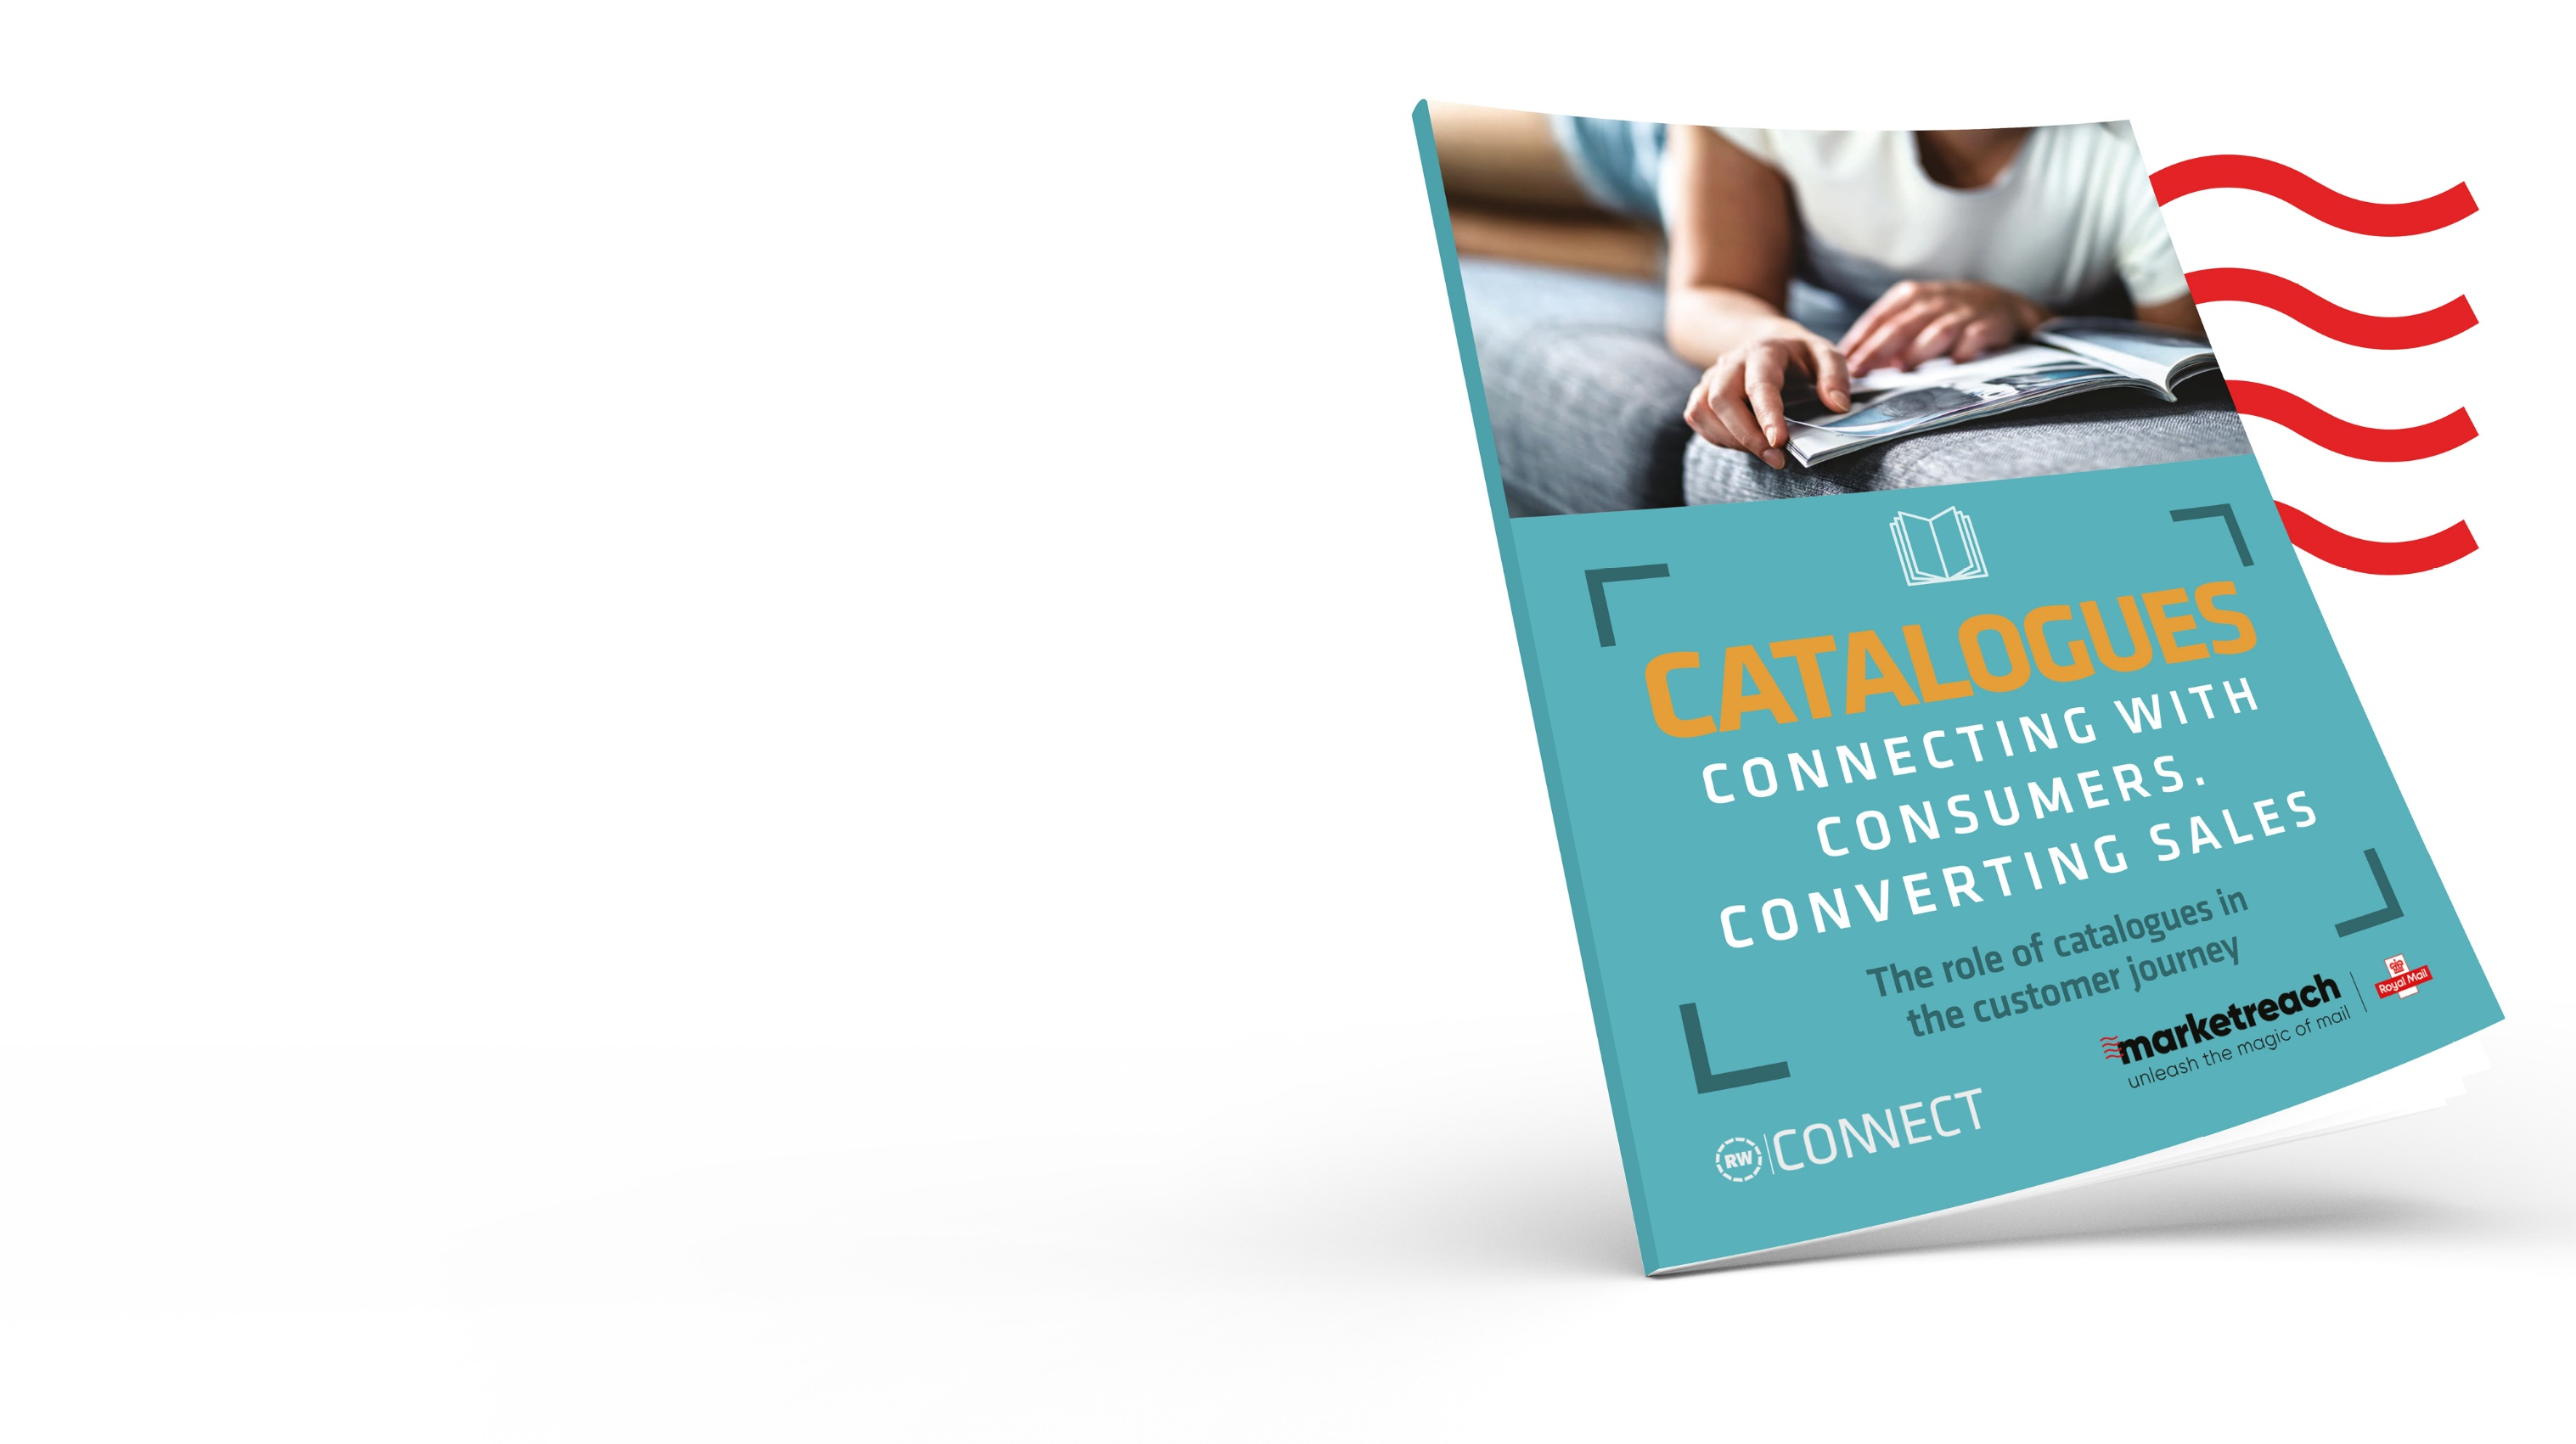 CATALOGUES
CONNECTING WITH
CONSUMERS.
CONVERTING SALES
The role of catalogues in
the customer journey
marketreach
unleash the magic of mail
Royal Mail
RW
CONNECT